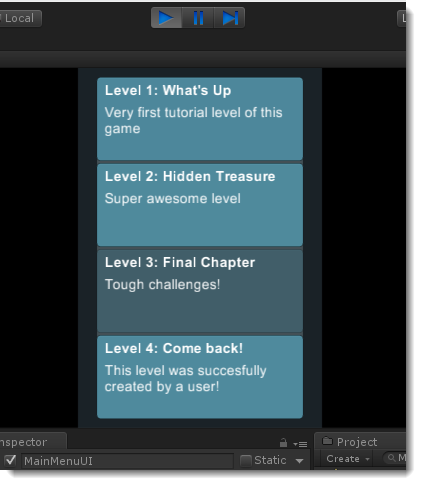 Local
L
Level 1: What's Up
Very first tutorial level of this
game
Level 2: Hidden Treasure
Super awesome level
Level 3: Final Chapter
Tough challenges!
Level 4: Come back!
This level was succesfully
created by a user!
nspector
Project
MainMenuUI
Static
Create
M